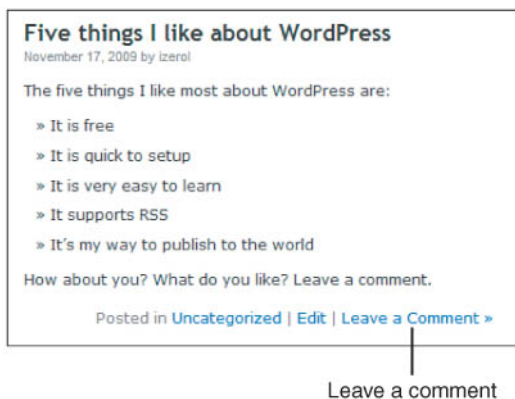 Five things I like about WordPress
November 17, 2009 by izerol
The five things I like most about WordPress are:
» It is free
» It is quick to setup
» It is very easy to learn
» It supports RSS
» It's my way to publish to the world
How about you? What do you like? Leave a comment.
Posted in Uncategorized | Edit | Leave a Comment »
Leave a comment